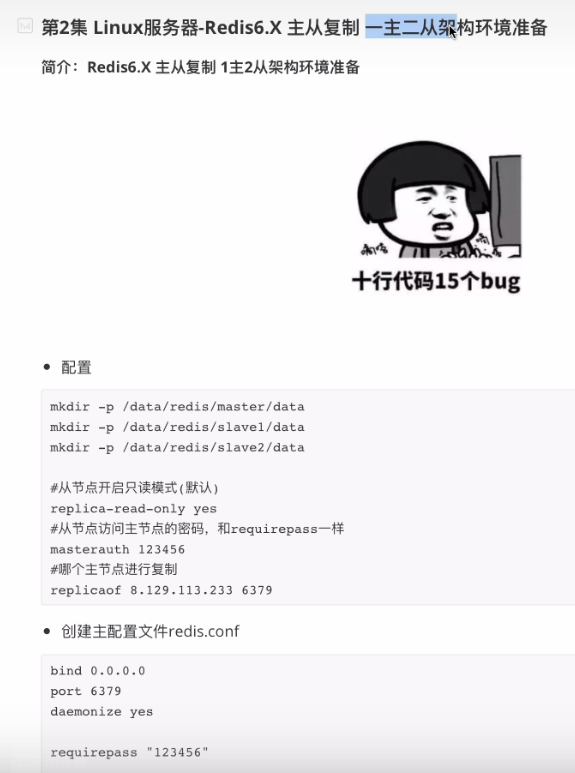 第2集 Linux服务器-Redis6.X 主从复制 一主二从架构环境准备
简介：Redis6.X 主从复制 1主2从架构环境准备
十行代码15个bug
配置
mkdir -p /data/redis/master/data
mkdir -p /data/redis/slave1/data
mkdir -p /data/redis/slave2/data
#从节点开启只读模式(默认)
replica-read-only yes
#从节点访问主节点的密码，和requirepass一样
masterauth 123456
#哪个主节点进行复制
replicaof 8.129.113.233 6379
创建主配置文件redis.conf
bind 0.0.0.0
port 6379
daemonize yes
requirepass "123456"